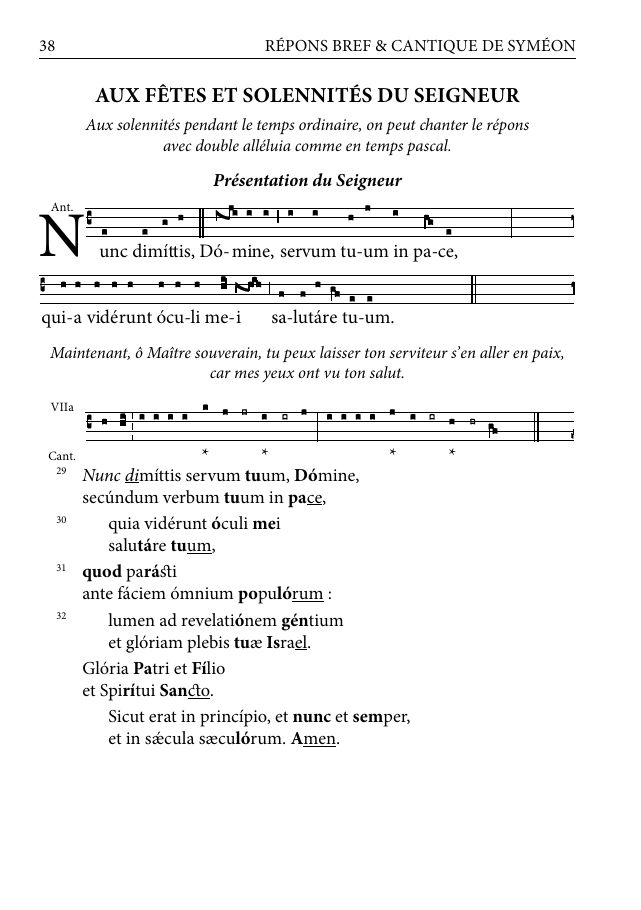 38 RÉPONS BREF & CANTIQUE DE SYMÉON
AUX FÊTES ET SOLENNITÉS DU SEIGNEUR
Aux solennités pendant le temps ordinaire, on peut chanter le répons
avec double alléluia comme en temps pascal.
Présentation du Seigneur
Ant.
Nunc dimíttis, Dó-mine, servum tu-um in pa-ce,
qui-a vidérunt ócu-li me-i sa-lutáre tu-um.
Maintenant, ô Maître souverain, tu peux laisser ton serviteur s’en aller en paix,
car mes yeux ont vu ton salut.
VIIa
* * * *
Cant.
29 Nunc dimíttis servum tuum, Dómine,
secúndum verbum tuum in pace,
30 quia vidérunt óculi mei
salutáre tuum,
31 quod parásti
ante fáciem ómnium populórum :
32 lumen ad revelatiónem géntium
et glóriam plebis tuæ Israel.
Glória Patri et Fílio
et Spirítui Sancto.
Sicut erat in princípio, et nunc et semper,
et in sǽcula sæculórum. Amen.